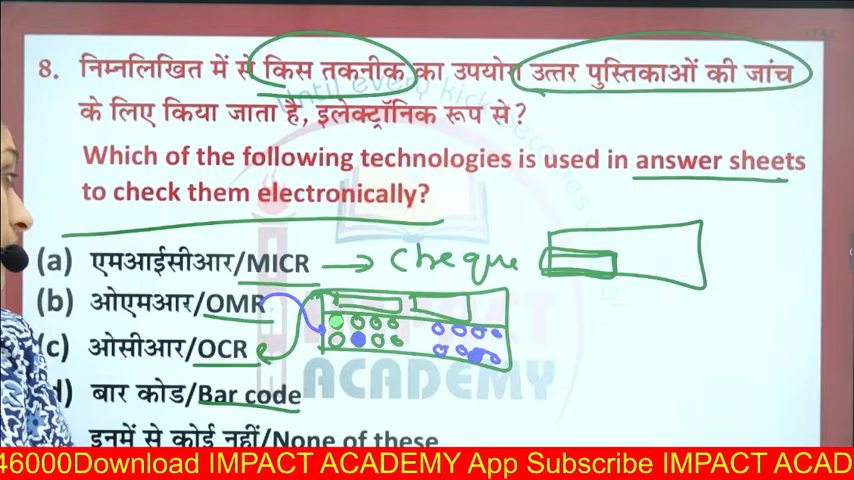 8. निम्नलिखित में से किस तकनीक का उपयोग उत्तर पुस्तिकाओं की जांच
के लिए किया जाता है, इलेक्ट्रॉनिक रूप से?
Which of the following technologies is used in answer sheets
to check them electronically?
(a) एमआईसीआर/MICR → Cheque
(b) ओएमआर/OMR
(c) ओसीआर/OCR
बार कोड/Bar code
इनमें से कोई नहीं/None of these
IMPACT
ACADEMY
46000Download IMPACT ACADEMY App Subscribe IMPACT ACAD